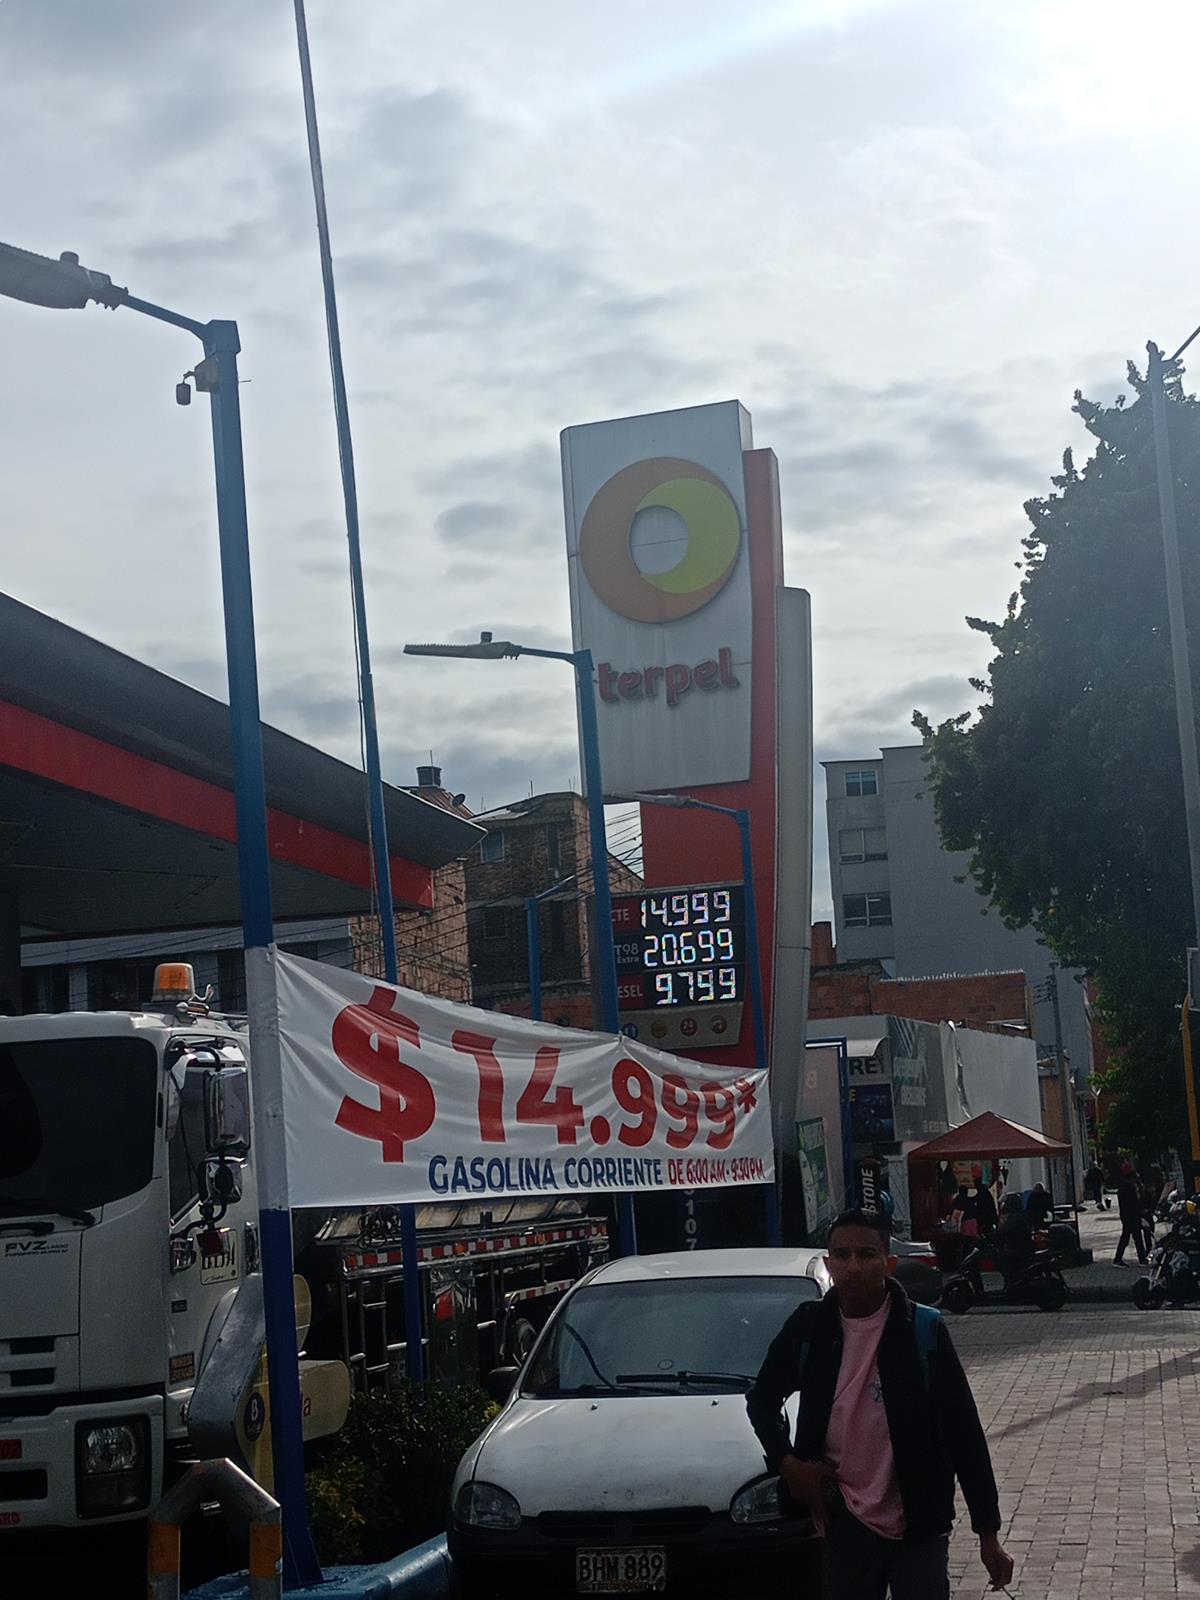 terpel
CTE 14.999
T98 Extra 20.699
ESEL 9.799
$14.999*
GASOLINA CORRIENTE DE 6:00 AM - 9:30 PM
FVZ
BHM 889